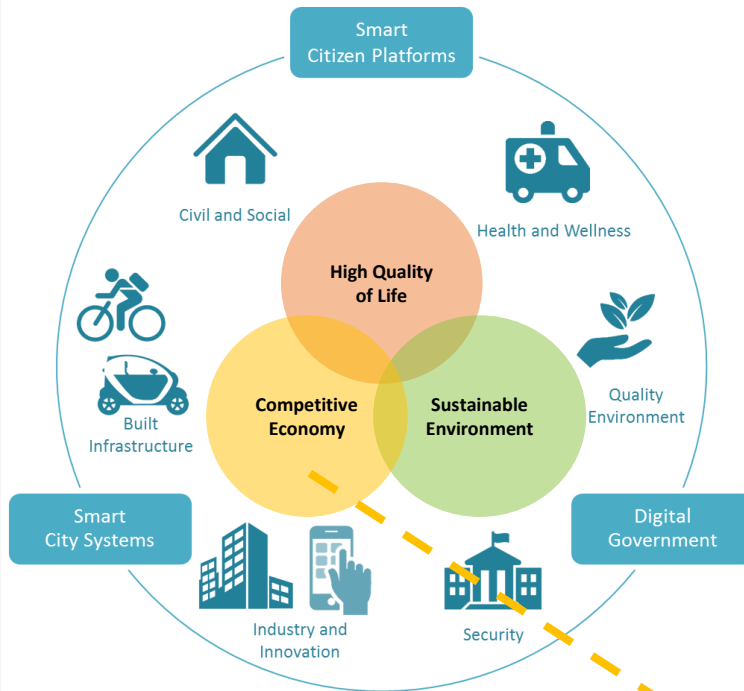 Smart
Citizen Platforms
Civil and Social
Health and Wellness
High Quality
of Life
Built
Infrastructure
Competitive
Economy
Sustainable
Environment
Quality
Environment
Smart
City Systems
Digital
Government
Industry and
Innovation
Security